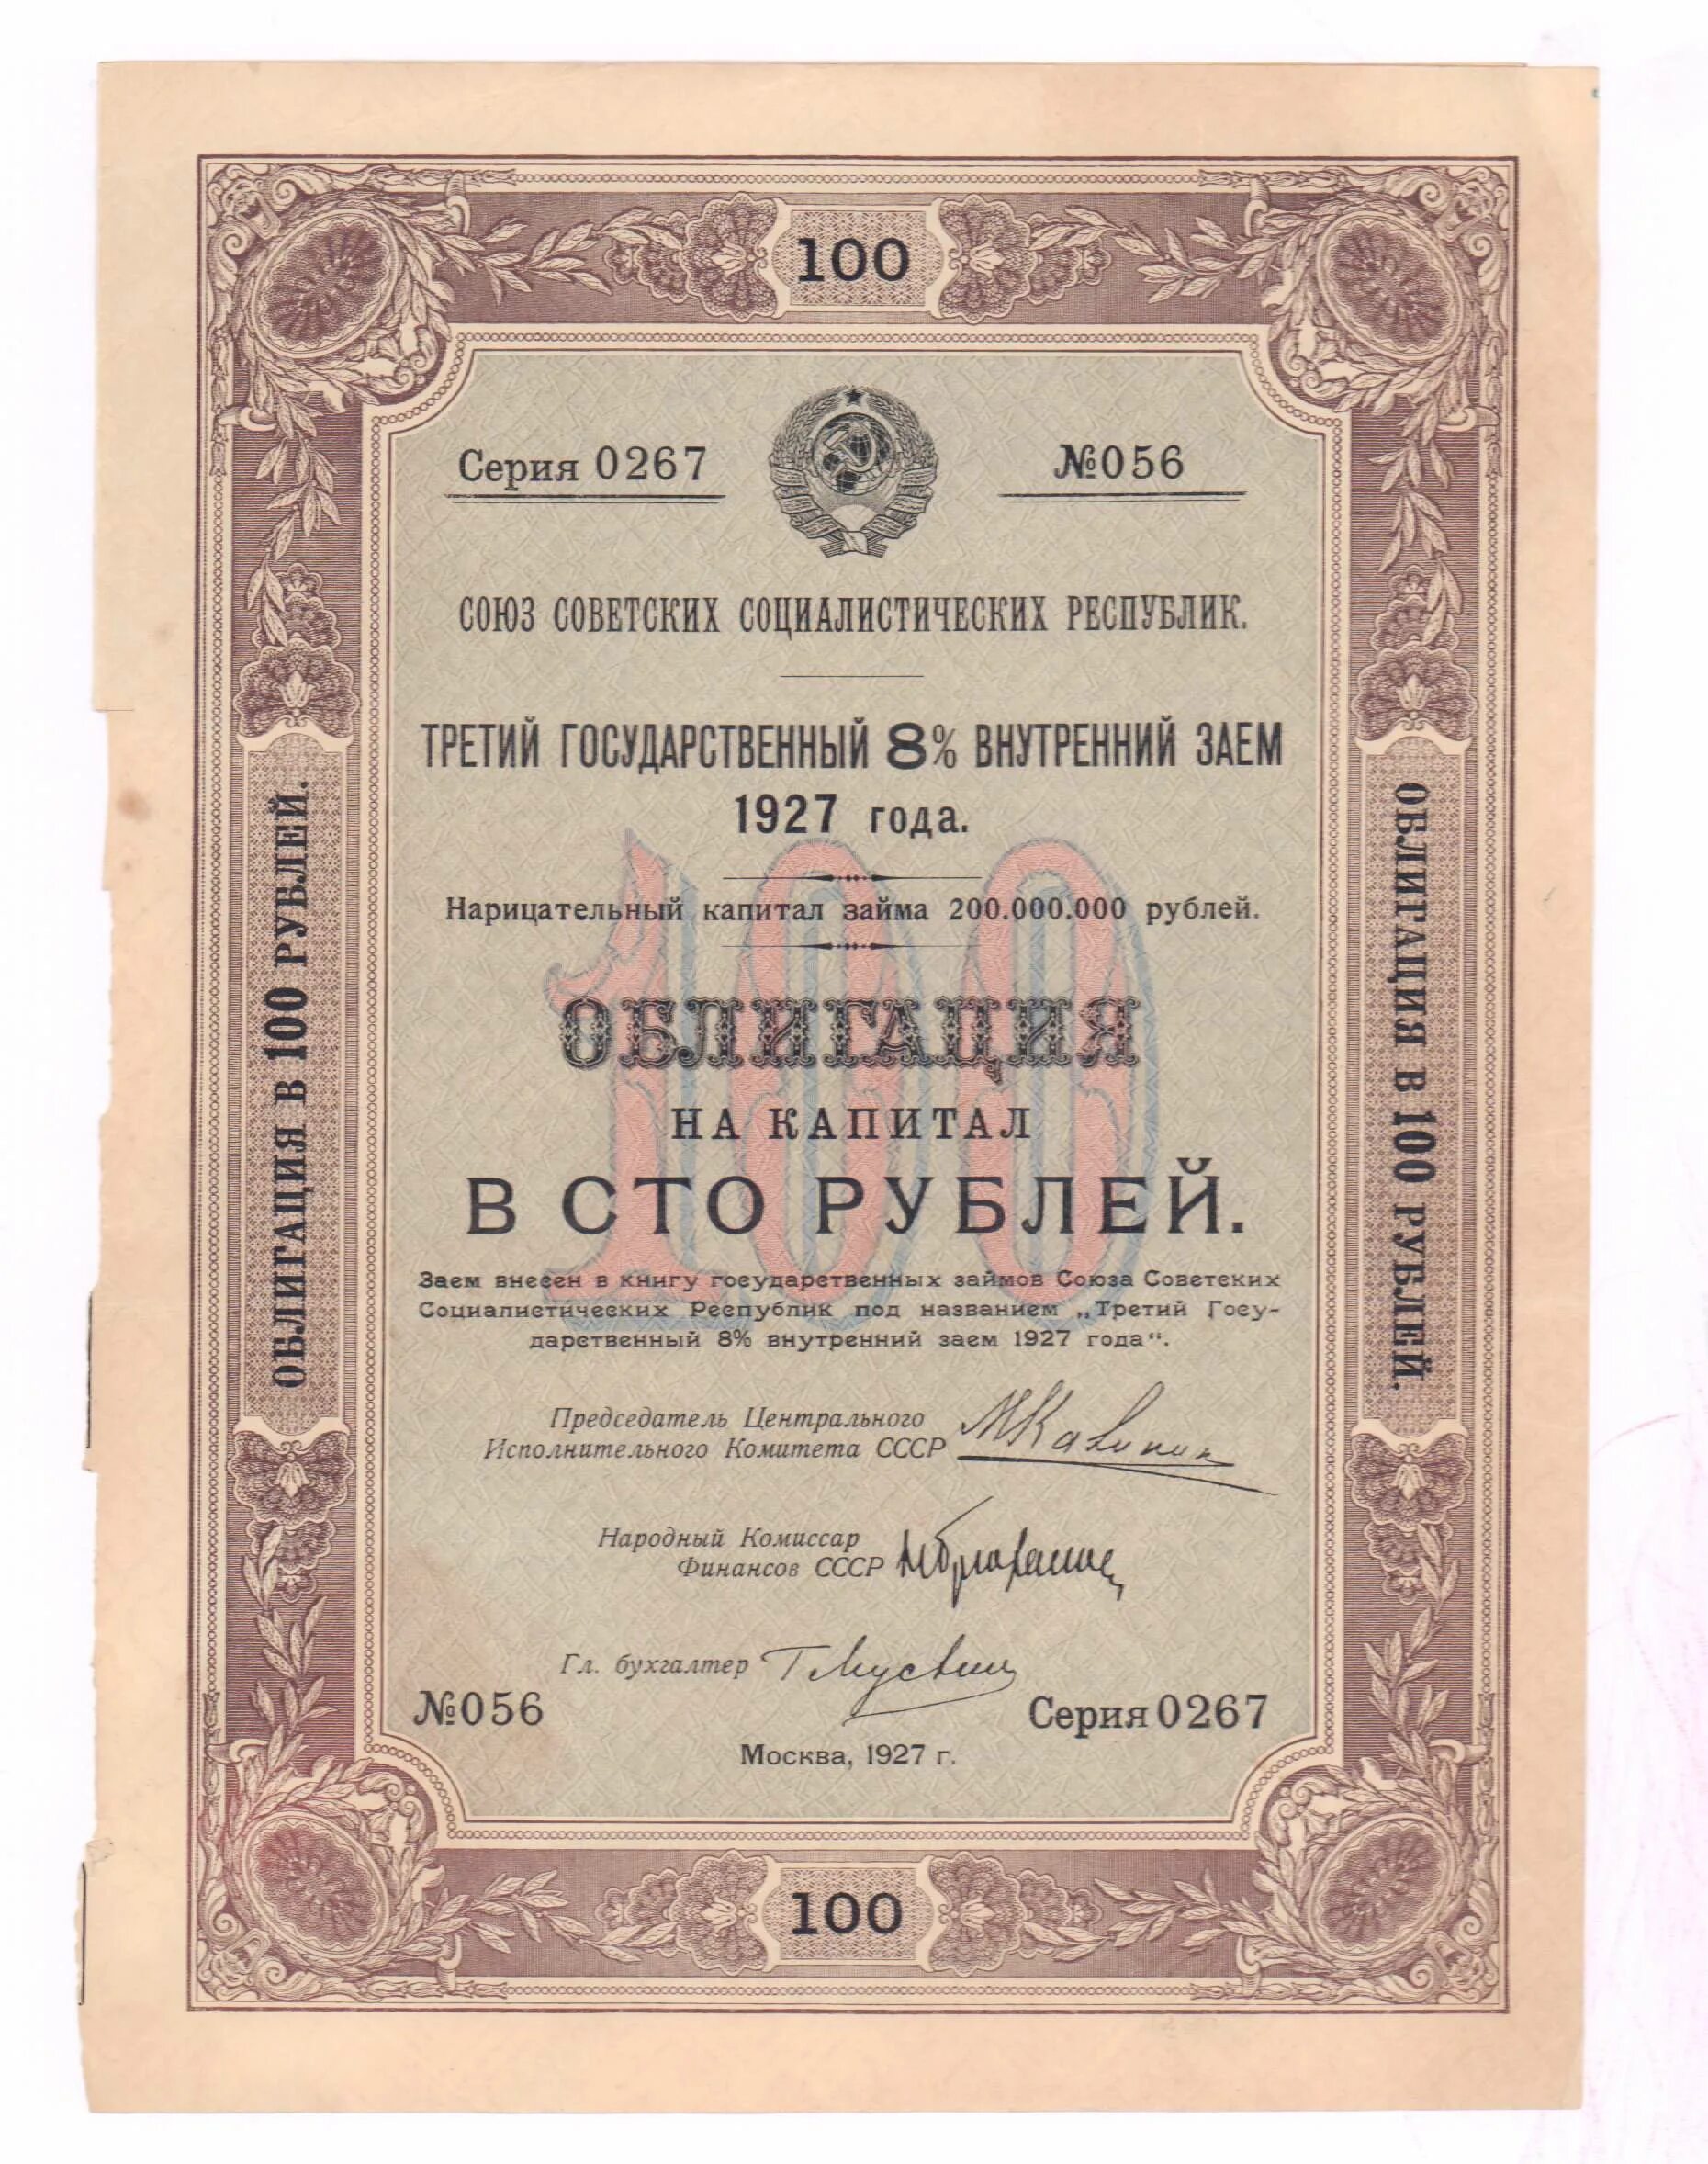 100
Серия 0267
№056
СОЮЗ СОВЕТСКИХ СОЦИАЛИСТИЧЕСКИХ РЕСПУБЛИК.
ТРЕТИЙ ГОСУДАРСТВЕННЫЙ 8% ВНУТРЕННИЙ ЗАЕМ
1927 года.
Нарицательный капитал займа 200.000.000 рублей.
100
ОБЛИГАЦИЯ
НА КАПИТАЛ
В СТО РУБЛЕЙ.
Заем внесен в книгу государственных займов Союза Советских
Социалистических Республик под названием „Третий Госу-
дарственный 8% внутренний заем 1927 года“.
Председатель Центрального
Исполнительного Комитета СССР МКалинин
Народный Комиссар
Финансов СССР
Гл. бухгалтер
№056
Серия 0267
Москва, 1927 г.
ОБЛИГАЦИЯ В 100 РУБЛЕЙ.
ОБЛИГАЦИЯ В 100 РУБЛЕЙ.
100